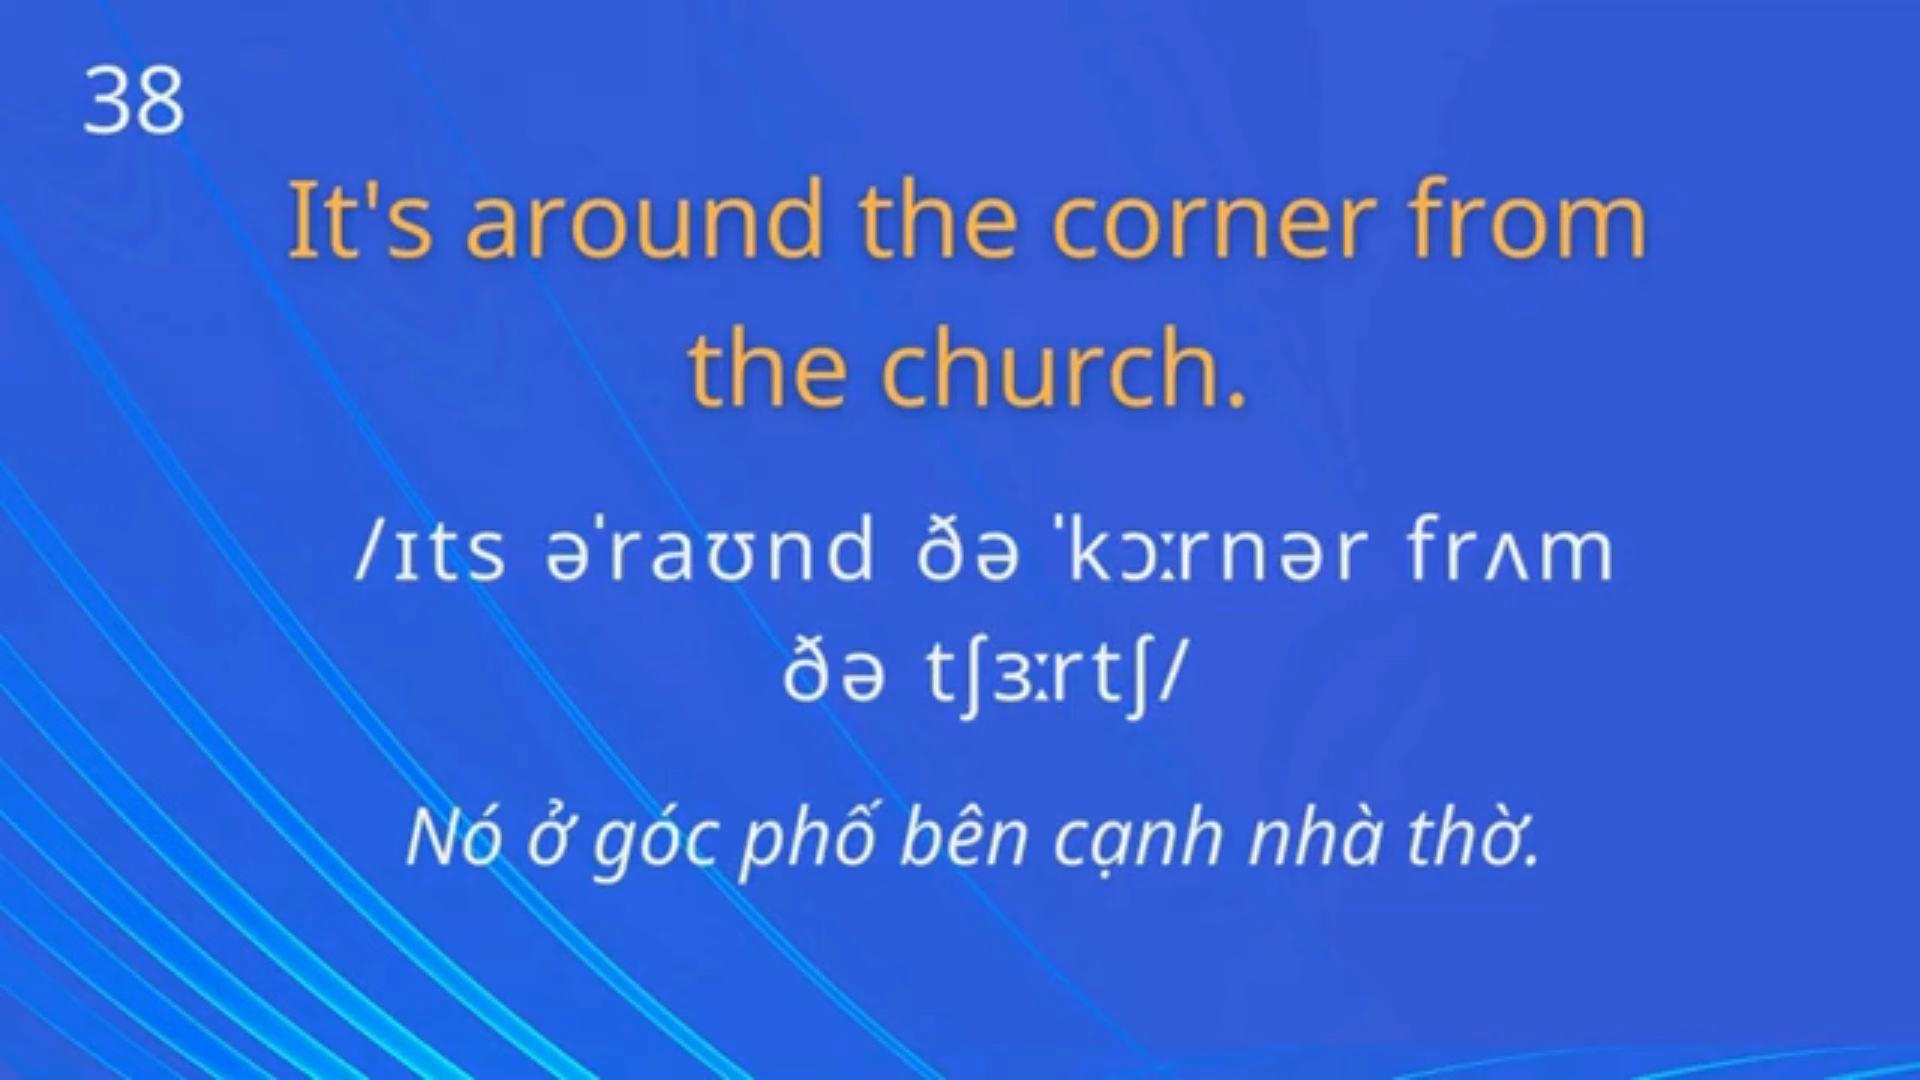 38
It's around the corner from
the church.
/ɪts əˈraʊnd ðə ˈkɔːrnər frʌm
ðə tʃɜːrtʃ/
Nó ở góc phố bên cạnh nhà thờ.